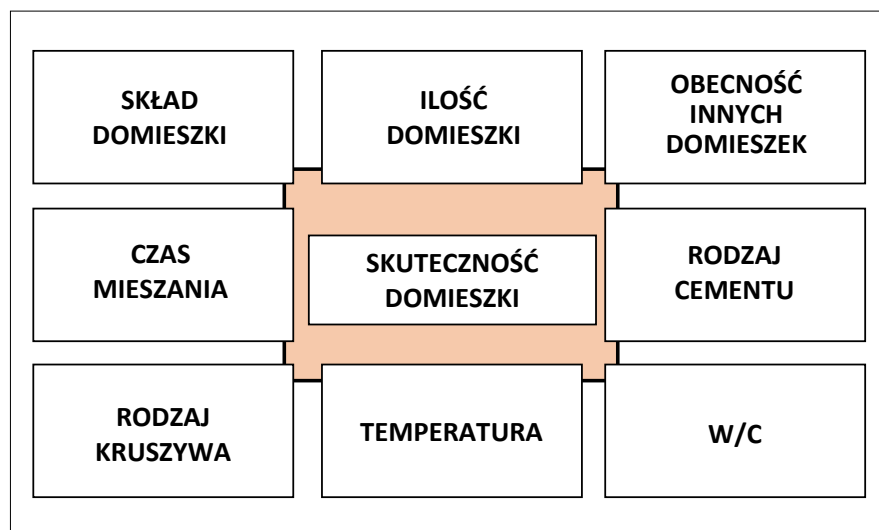 SKŁAD
DOMIESZKI
ILOŚĆ
DOMIESZKI
OBECNOŚĆ
INNYCH
DOMIESZEK
CZAS
MIESZANIA
SKUTECZNOŚĆ
DOMIESZKI
RODZAJ
CEMENTU
RODZAJ
KRUSZYWA
TEMPERATURA
W/C